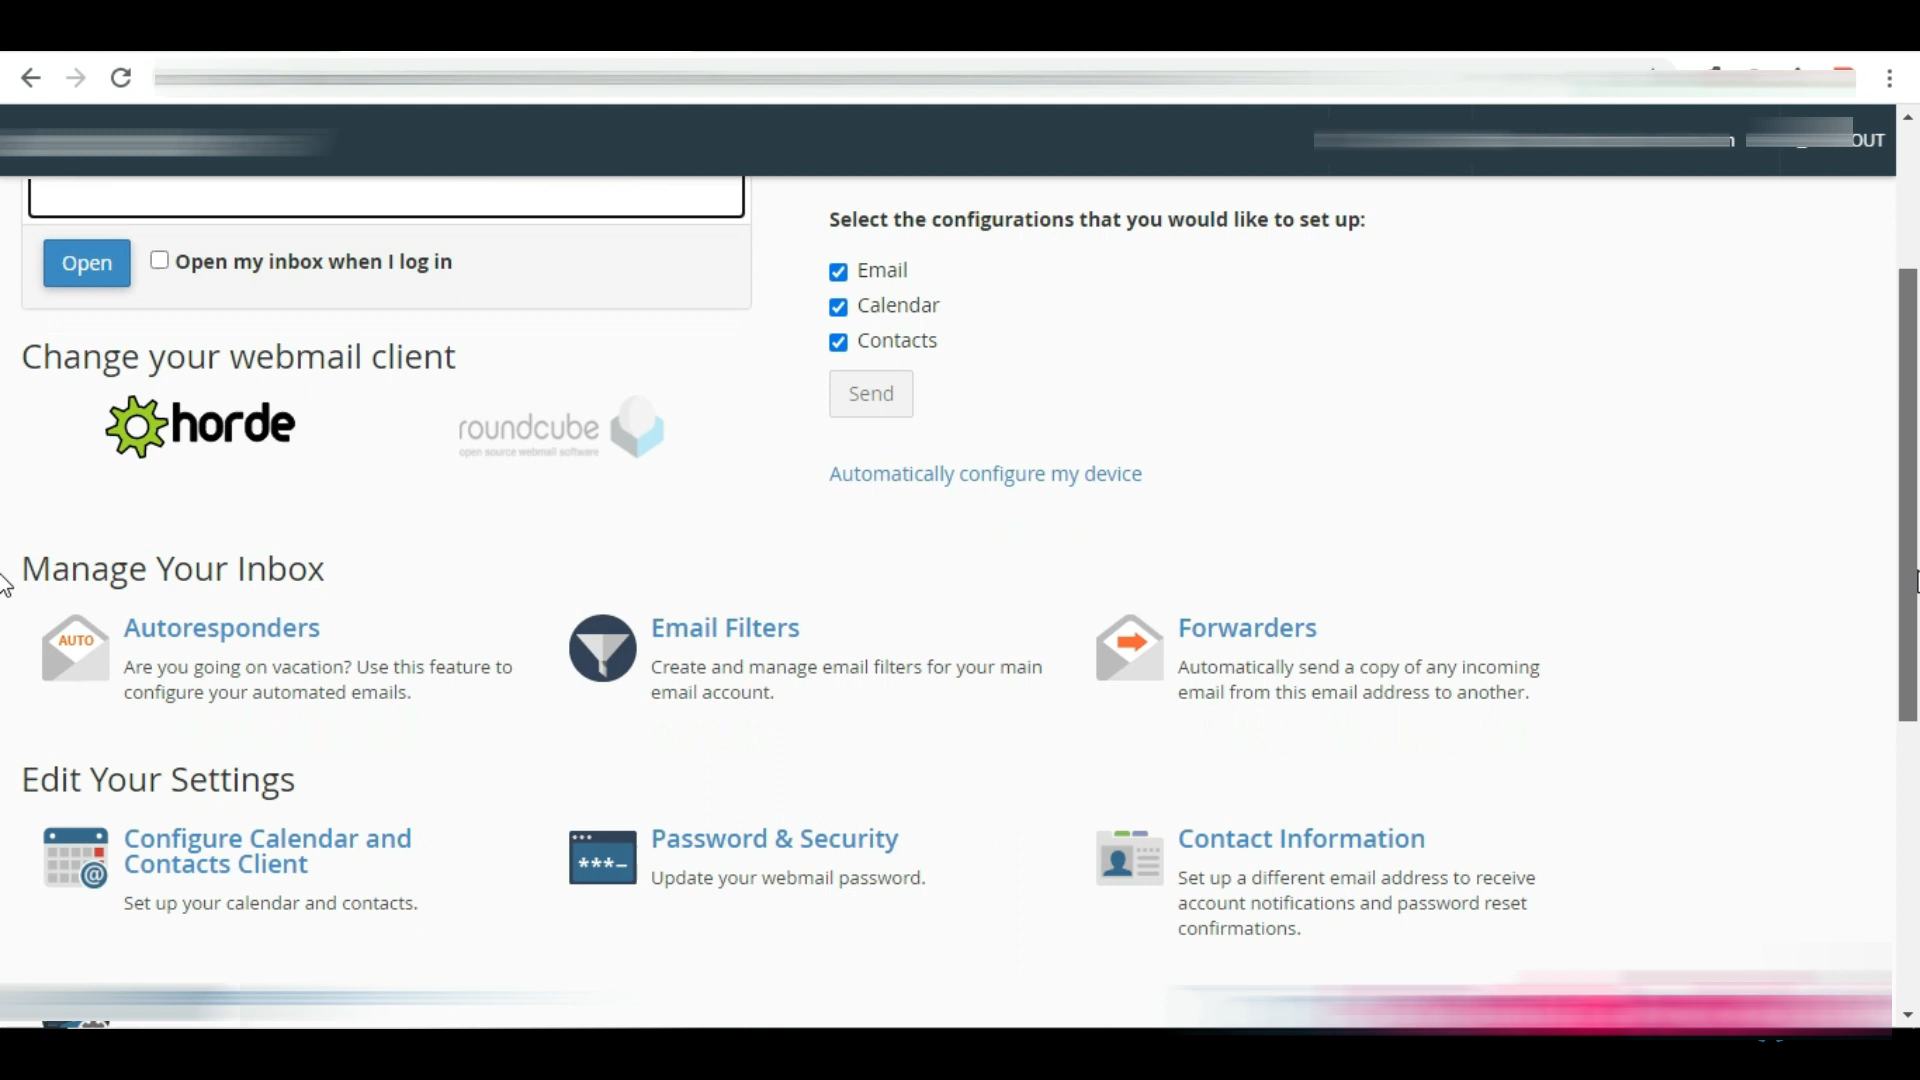 OUT
Select the configurations that you would like to set up:
Email
Calendar
Contacts
Send
Automatically configure my device
Open
Open my inbox when I log in
Change your webmail client
horde
roundcube
open source webmail software
Manage Your Inbox
AUTO
Autoresponders
Are you going on vacation? Use this feature to
configure your automated emails.
Email Filters
Create and manage email filters for your main
email account.
Forwarders
Automatically send a copy of any incoming
email from this email address to another.
Edit Your Settings
Configure Calendar and
Contacts Client
Set up your calendar and contacts.
***_
Password & Security
Update your webmail password.
Contact Information
Set up a different email address to receive
account notifications and password reset
confirmations.